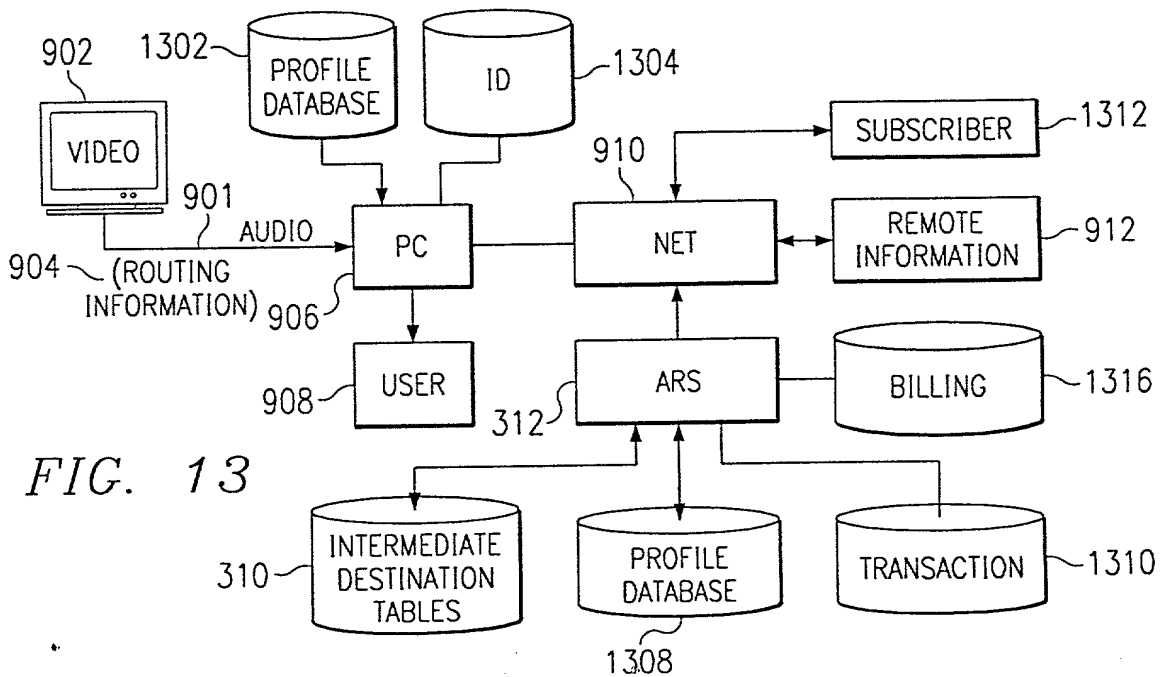 902
1302
PROFILE
DATABASE
ID
1304
VIDEO
910
SUBSCRIBER
1312
901
AUDIO
PC
NET
REMOTE
INFORMATION
912
904
(ROUTING
INFORMATION)
906
USER
908
ARS
312
BILLING
1316
FIG. 13
310
INTERMEDIATE
DESTINATION
TABLES
PROFILE
DATABASE
1308
TRANSACTION
1310